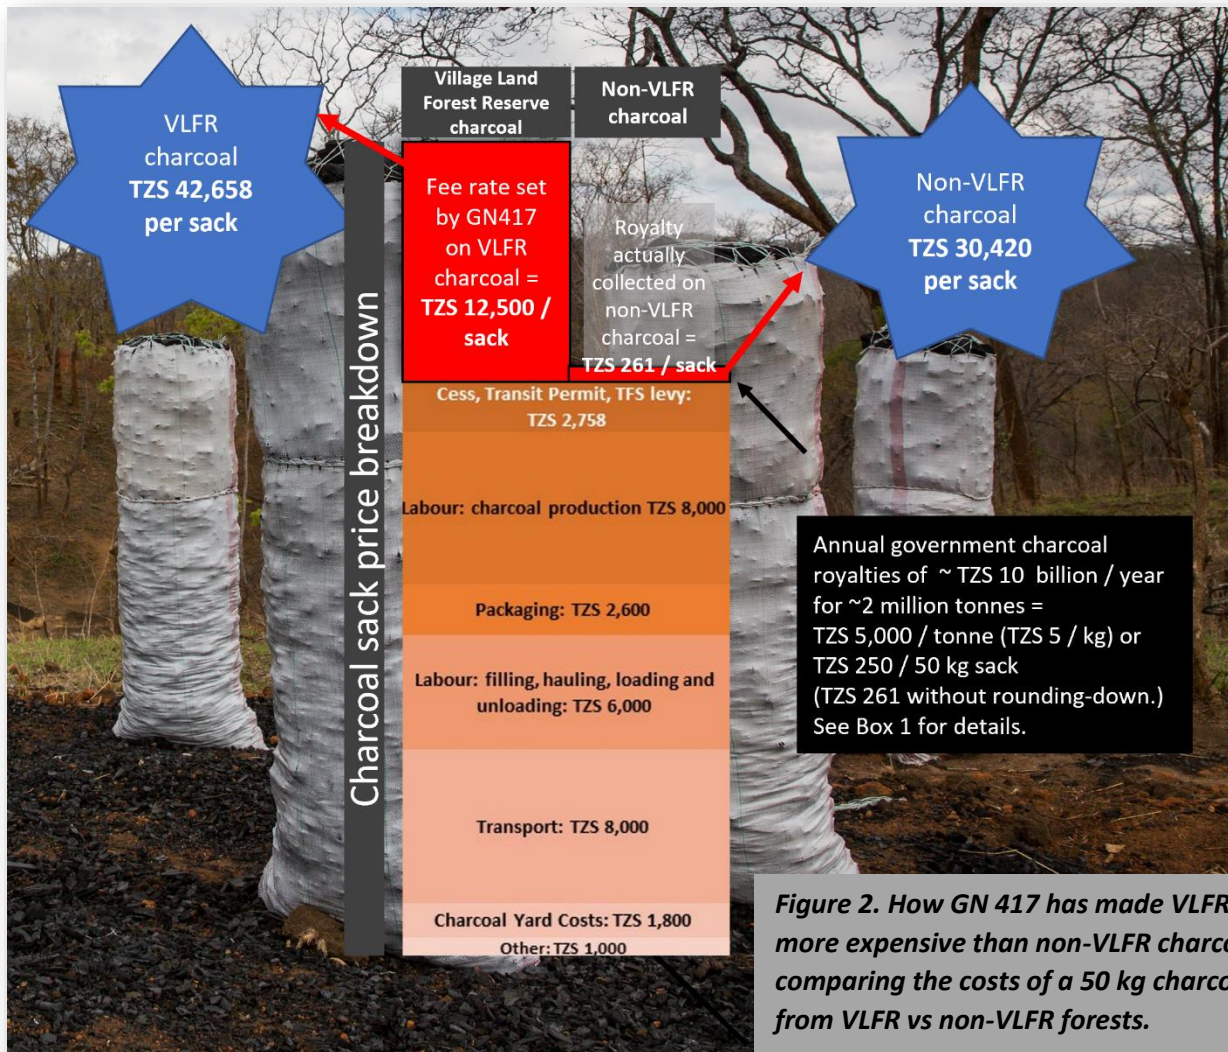 VLFR
charcoal
TZS 42,658
per sack
Village Land
Forest Reserve
charcoal
Non-VLFR
charcoal
Fee rate set
by GN417
on VLFR
charcoal =
TZS 12,500 /
sack
Royalty
actually
collected on
non-VLFR
charcoal =
TZS 261 / sack
Non-VLFR
charcoal
TZS 30,420
per sack
Charcoal sack price breakdown
Cess, Transit Permit, TFS levy:
TZS 2,758
Labour: charcoal production TZS 8,000
Packaging: TZS 2,600
Labour: filling, hauling, loading and
unloading: TZS 6,000
Transport: TZS 8,000
Charcoal Yard Costs: TZS 1,800
Other: TZS 1,000
Annual government charcoal
royalties of ~ TZS 10 billion / year
for ~2 million tonnes =
TZS 5,000 / tonne (TZS 5 / kg) or
TZS 250 / 50 kg sack
(TZS 261 without rounding-down.)
See Box 1 for details.
Figure 2. How GN 417 has made VLFR
more expensive than non-VLFR
comparing the costs of a 50 kg
from VLFR vs non-VLFR forests.